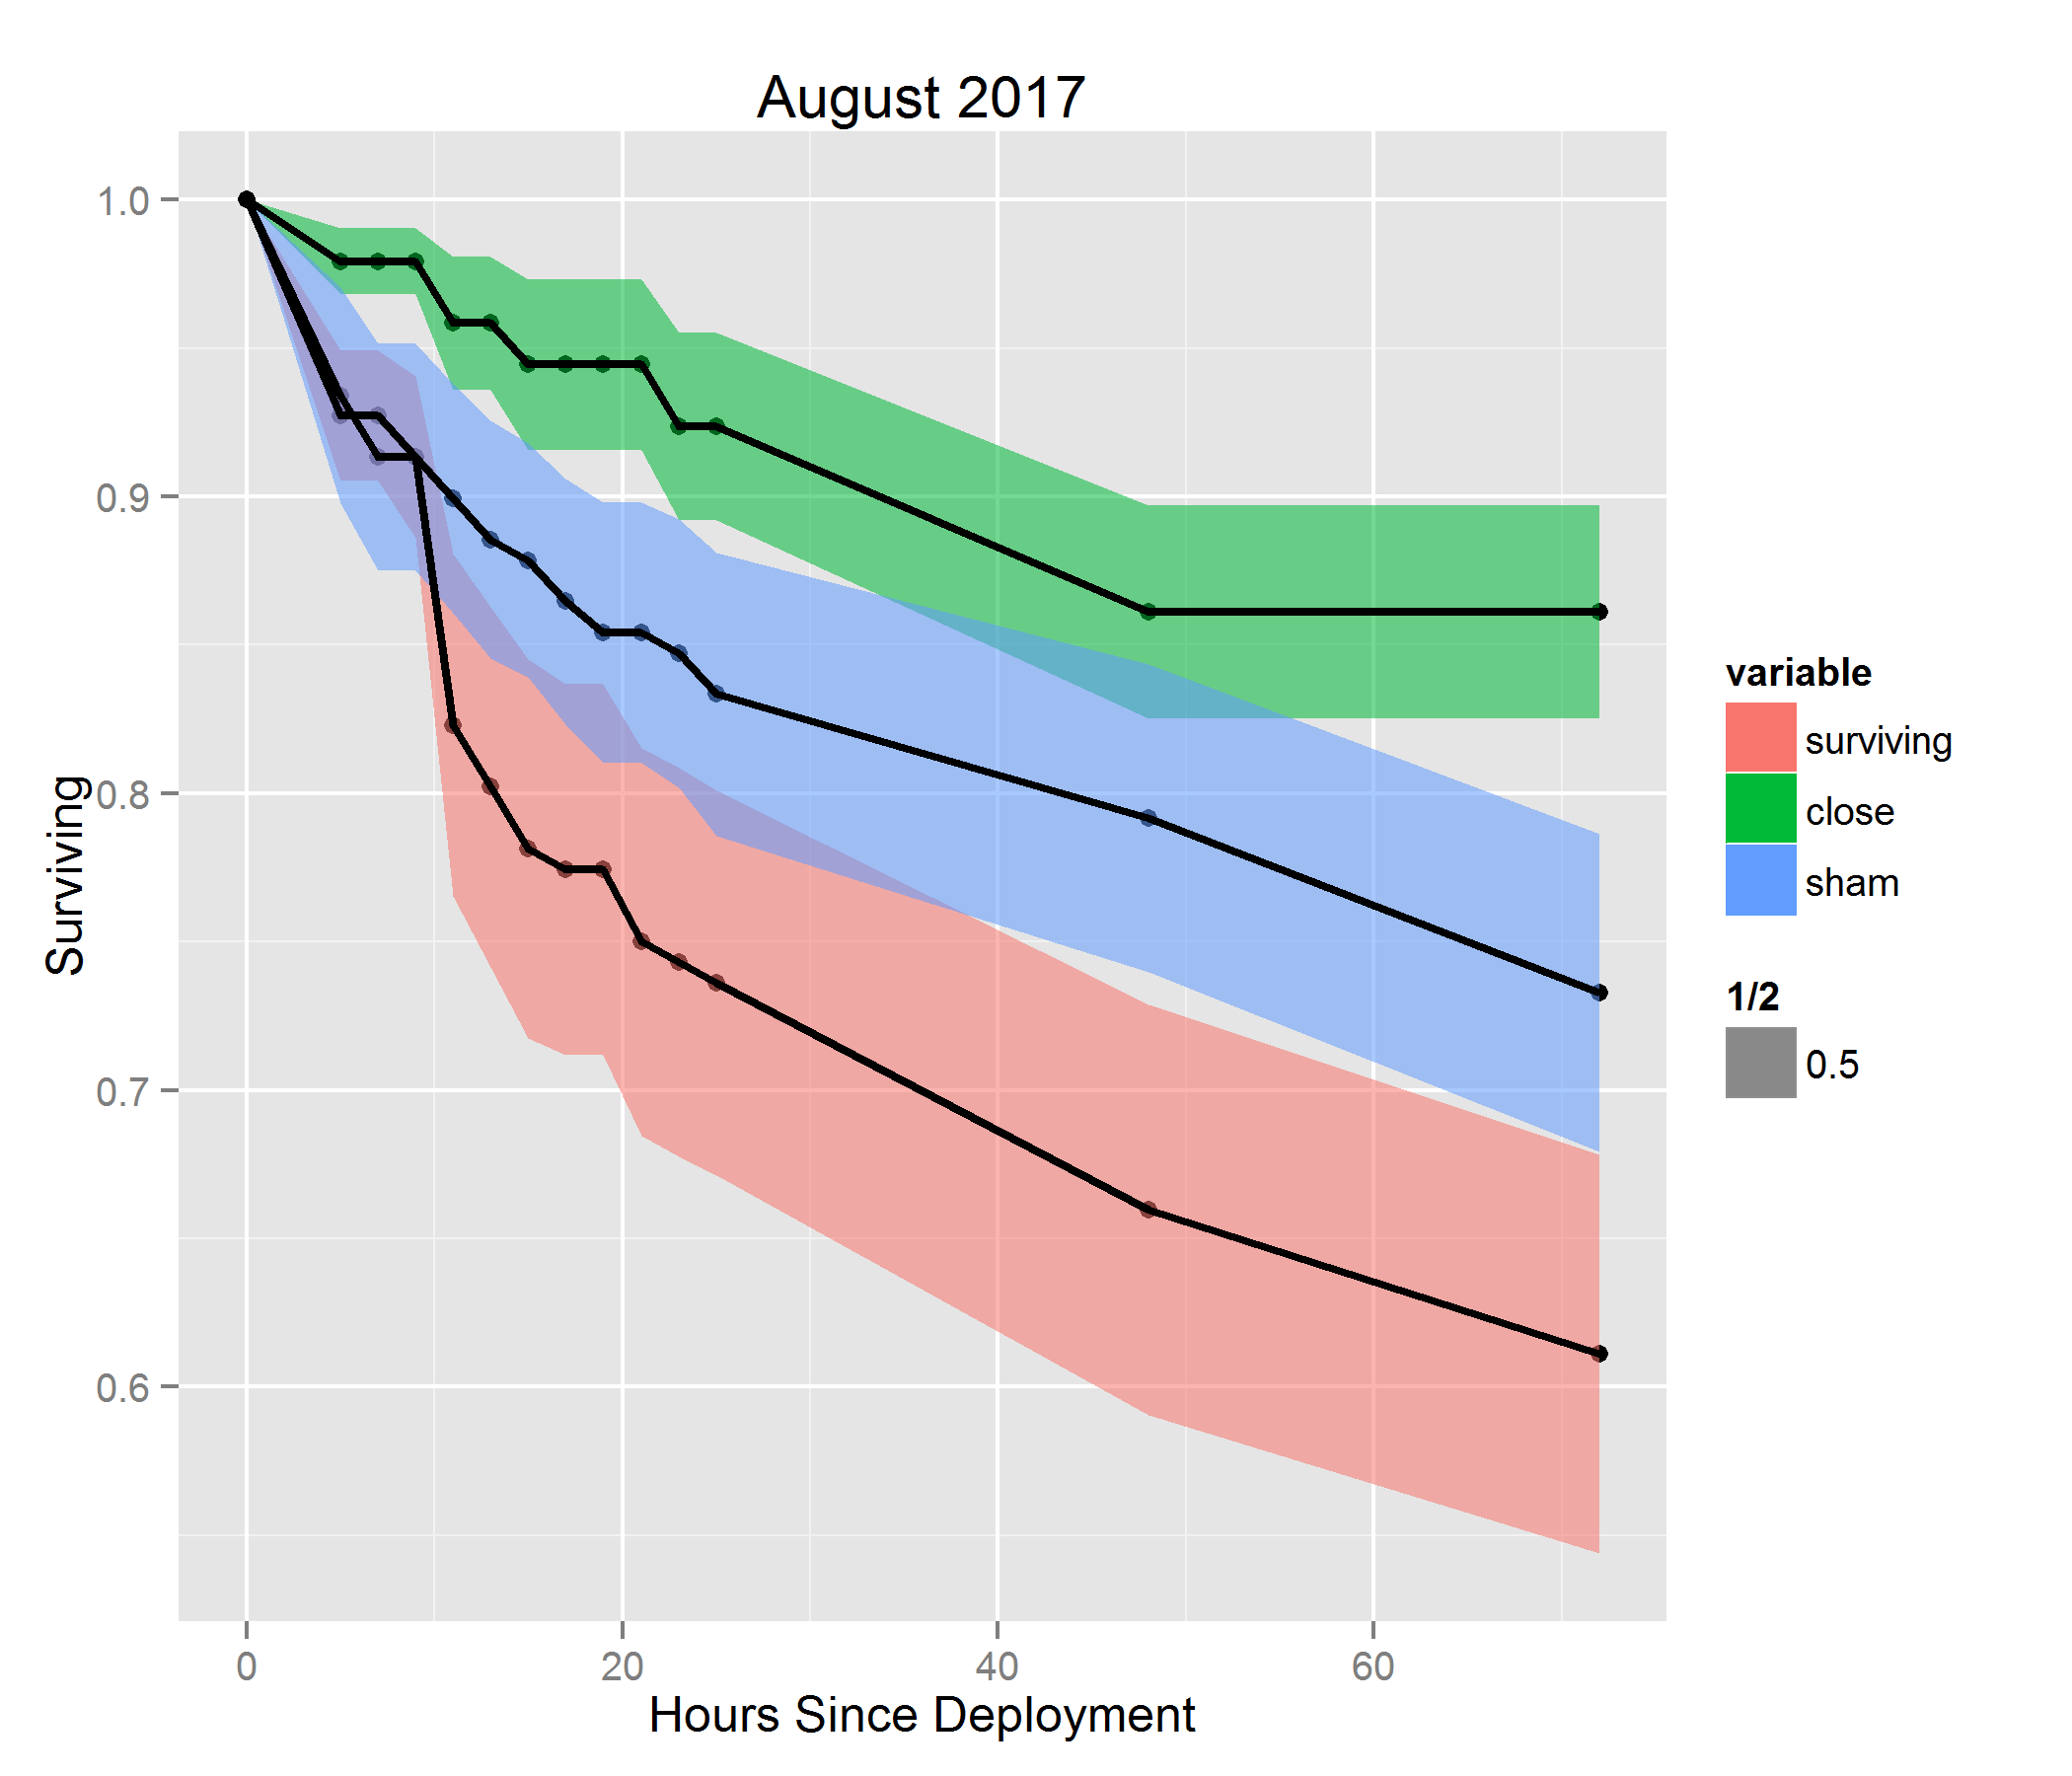 August 2017
1.0
0.9
0.8
0.7
0.6
Surviving
0 20 40 60
Hours Since Deployment
variable
surviving
close
sham
1/2
0.5